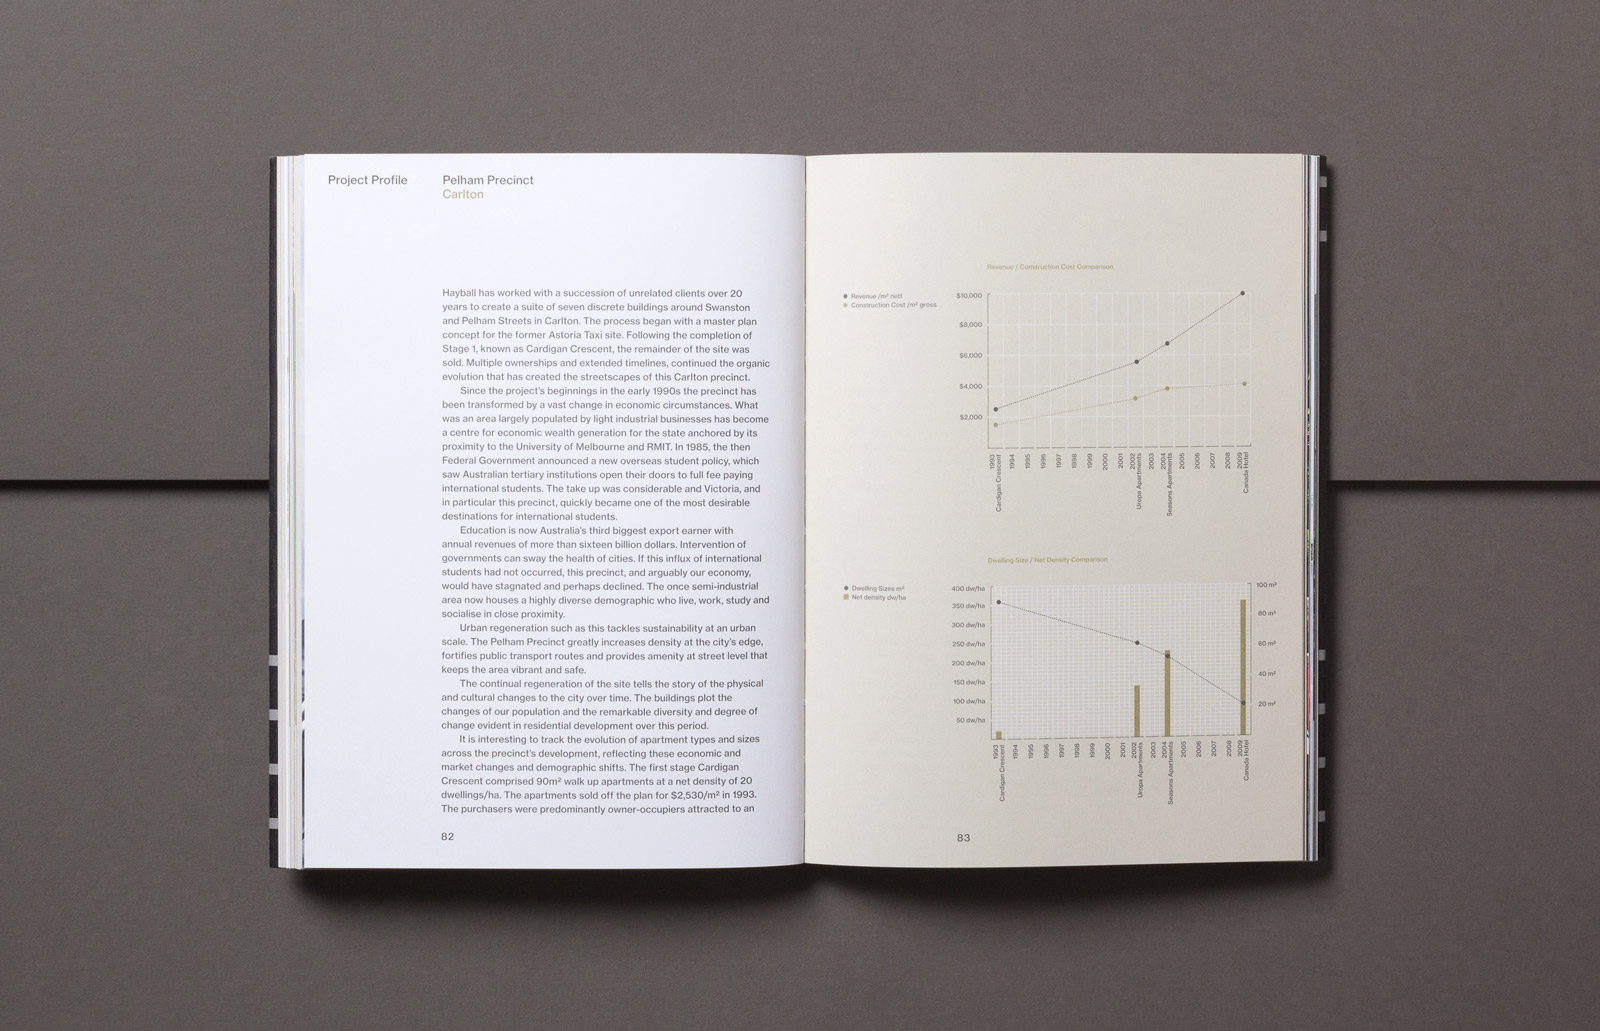 Project Profile
Pelham Precinct
Carlton
Hayball has worked with a succession of unrelated clients over 20
years to create a suite of seven discrete buildings around Swanston
and Pelham Streets in Carlton. The process began with a master plan
concept for the former Astoria Taxi site. Following the completion of
Stage 1, known as Cardigan Crescent, the remainder of the site was
sold. Multiple ownerships and extended timelines, continued the organic
evolution that has created the streetscapes of this Carlton precinct.
Since the project's beginnings in the early 1990s the precinct has
been transformed by a vast change in economic circumstances. What
was an area largely populated by light industrial businesses has become
a centre for economic wealth generation for the state anchored by its
proximity to the University of Melbourne and RMIT. In 1985, the then
Federal Government announced a new overseas student policy, which
saw Australian tertiary institutions open their doors to full fee paying
international students. The take up was considerable and Victoria, and
in particular this precinct, quickly became one of the most desirable
destinations for international students.
Education is now Australia's third biggest export earner with
annual revenues of more than sixteen billion dollars. Intervention of
governments can sway the health of cities. If this influx of international
students had not occurred, this precinct, and arguably our economy,
would have stagnated and perhaps declined. The once semi-industrial
area now houses a highly diverse demographic who live, work, study and
socialise in close proximity.
Urban regeneration such as this tackles sustainability at an urban
scale. The Pelham Precinct greatly increases density at the city's edge,
fortifies public transport routes and provides amenity at street level that
keeps the area vibrant and safe.
The continual regeneration of the site tells the story of the physical
and cultural changes to the city over time. The buildings plot the
changes of our population and the remarkable diversity and degree of
change evident in residential development over this period.
It is interesting to track the evolution of apartment types and sizes
across the precinct's development, reflecting these economic and
market changes and demographic shifts. The first stage Cardigan
Crescent comprised 90m² walk up apartments at a net density of 20
dwellings/ha. The apartments sold off the plan for $2,530/m² in 1993.
The purchasers were predominantly owner-occupiers attracted to an
82
Revenue / Construction Cost Comparison
Revenue /m² nett
Construction Cost /m² gross
$10,000
$8,000
$6,000
$4,000
$2,000
1993
Cardigan Crescent
1994
1995
1996
1997
1998
1999
2000
2001
2002
Uropa Apartments
2003
2004
Seasons Apartments
2005
2006
2007
2008
2009
Canada Hotel
Dwelling Size / Net Density Comparison
Dwelling Sizes m²
Net density dw/ha
400 dw/ha
350 dw/ha
300 dw/ha
250 dw/ha
200 dw/ha
150 dw/ha
100 dw/ha
50 dw/ha
100 m²
80 m²
60 m²
40 m²
20 m²
1993
Cardigan Crescent
1994
1995
1996
1997
1998
1999
2000
2001
2002
Uropa Apartments
2003
2004
Seasons Apartments
2005
2006
2007
2008
2009
Canada Hotel
83